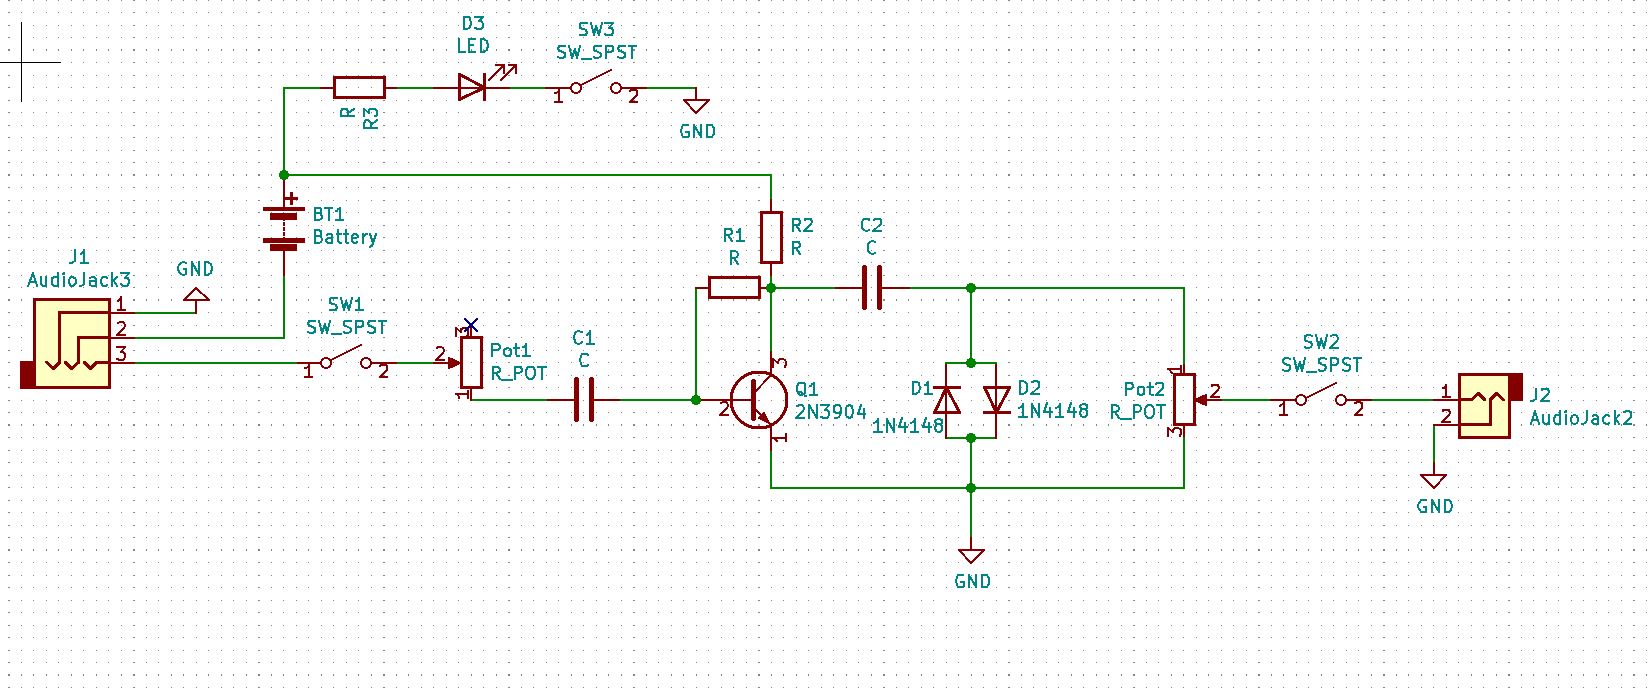 D3
LED
SW3
SW_SPST
1
2
GND
R
R3
+
BT1
Battery
J1
AudioJack3
GND
1
2
3
SW1
SW_SPST
1
2
3
2
1
Pot1
R_POT
C1
C
R1
R
R2
R
C2
C
3
2
1
Q1
2N3904
D1
1N4148
D2
1N4148
GND
1
2
3
Pot2
R_POT
SW2
SW_SPST
1
2
1
2
J2
AudioJack2
GND